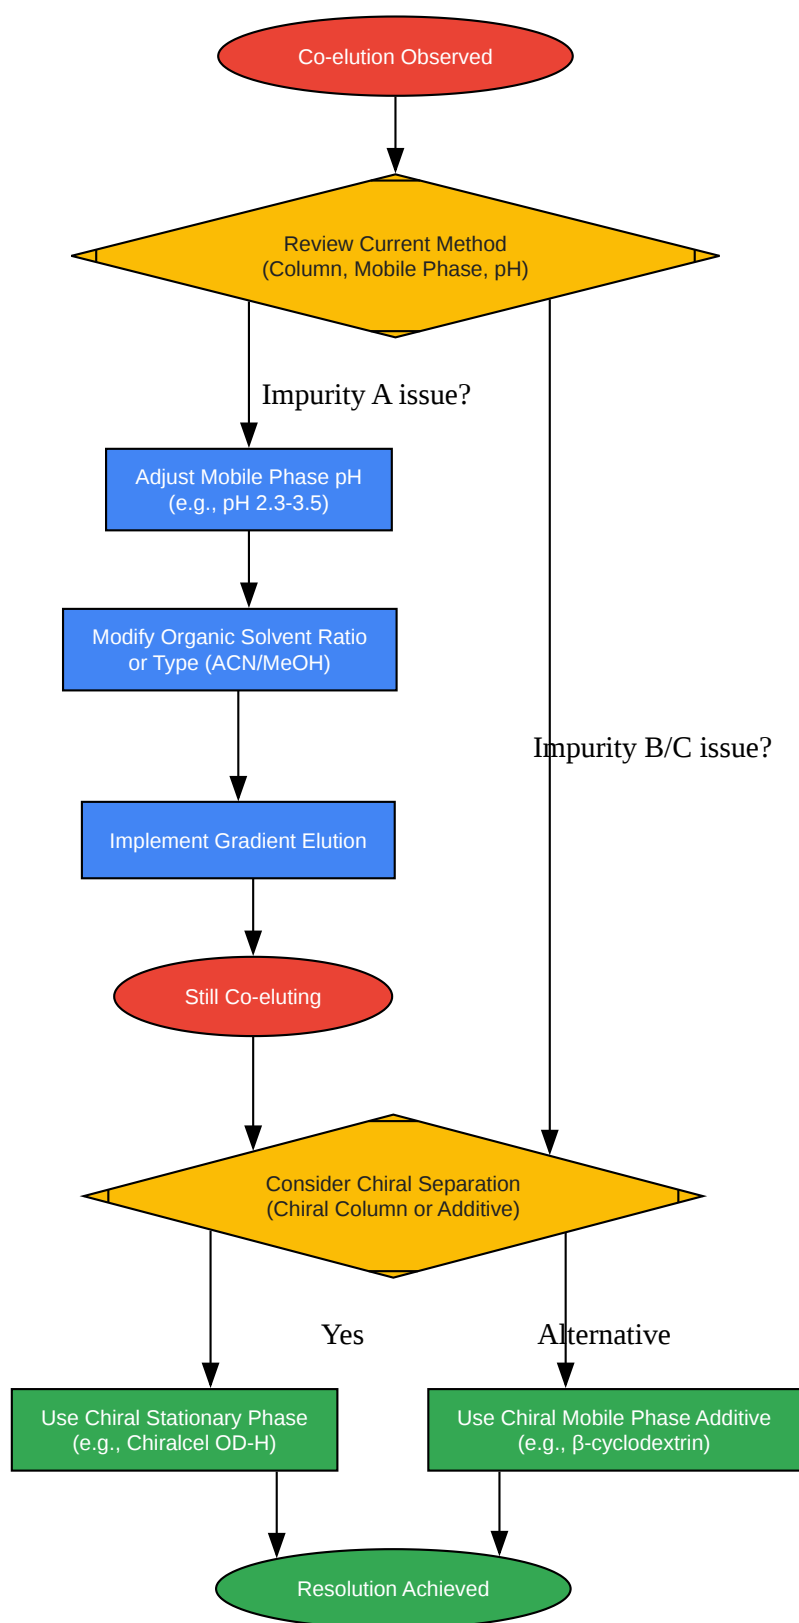 Co-elution Observed
Review Current Method
(Column, Mobile Phase, pH)
Impurity A issue?
Adjust Mobile Phase pH
(e.g., pH 2.3-3.5)
Modify Organic Solvent Ratio
or Type (ACN/MeOH)
Impurity B/C issue?
Implement Gradient Elution
Still Co-eluting
Consider Chiral Separation
(Chiral Column or Additive)
Yes
Alternative
Use Chiral Stationary Phase
(e.g., Chiralcel OD-H)
Use Chiral Mobile Phase Additive
(e.g., β-cyclodextrin)
Resolution Achieved